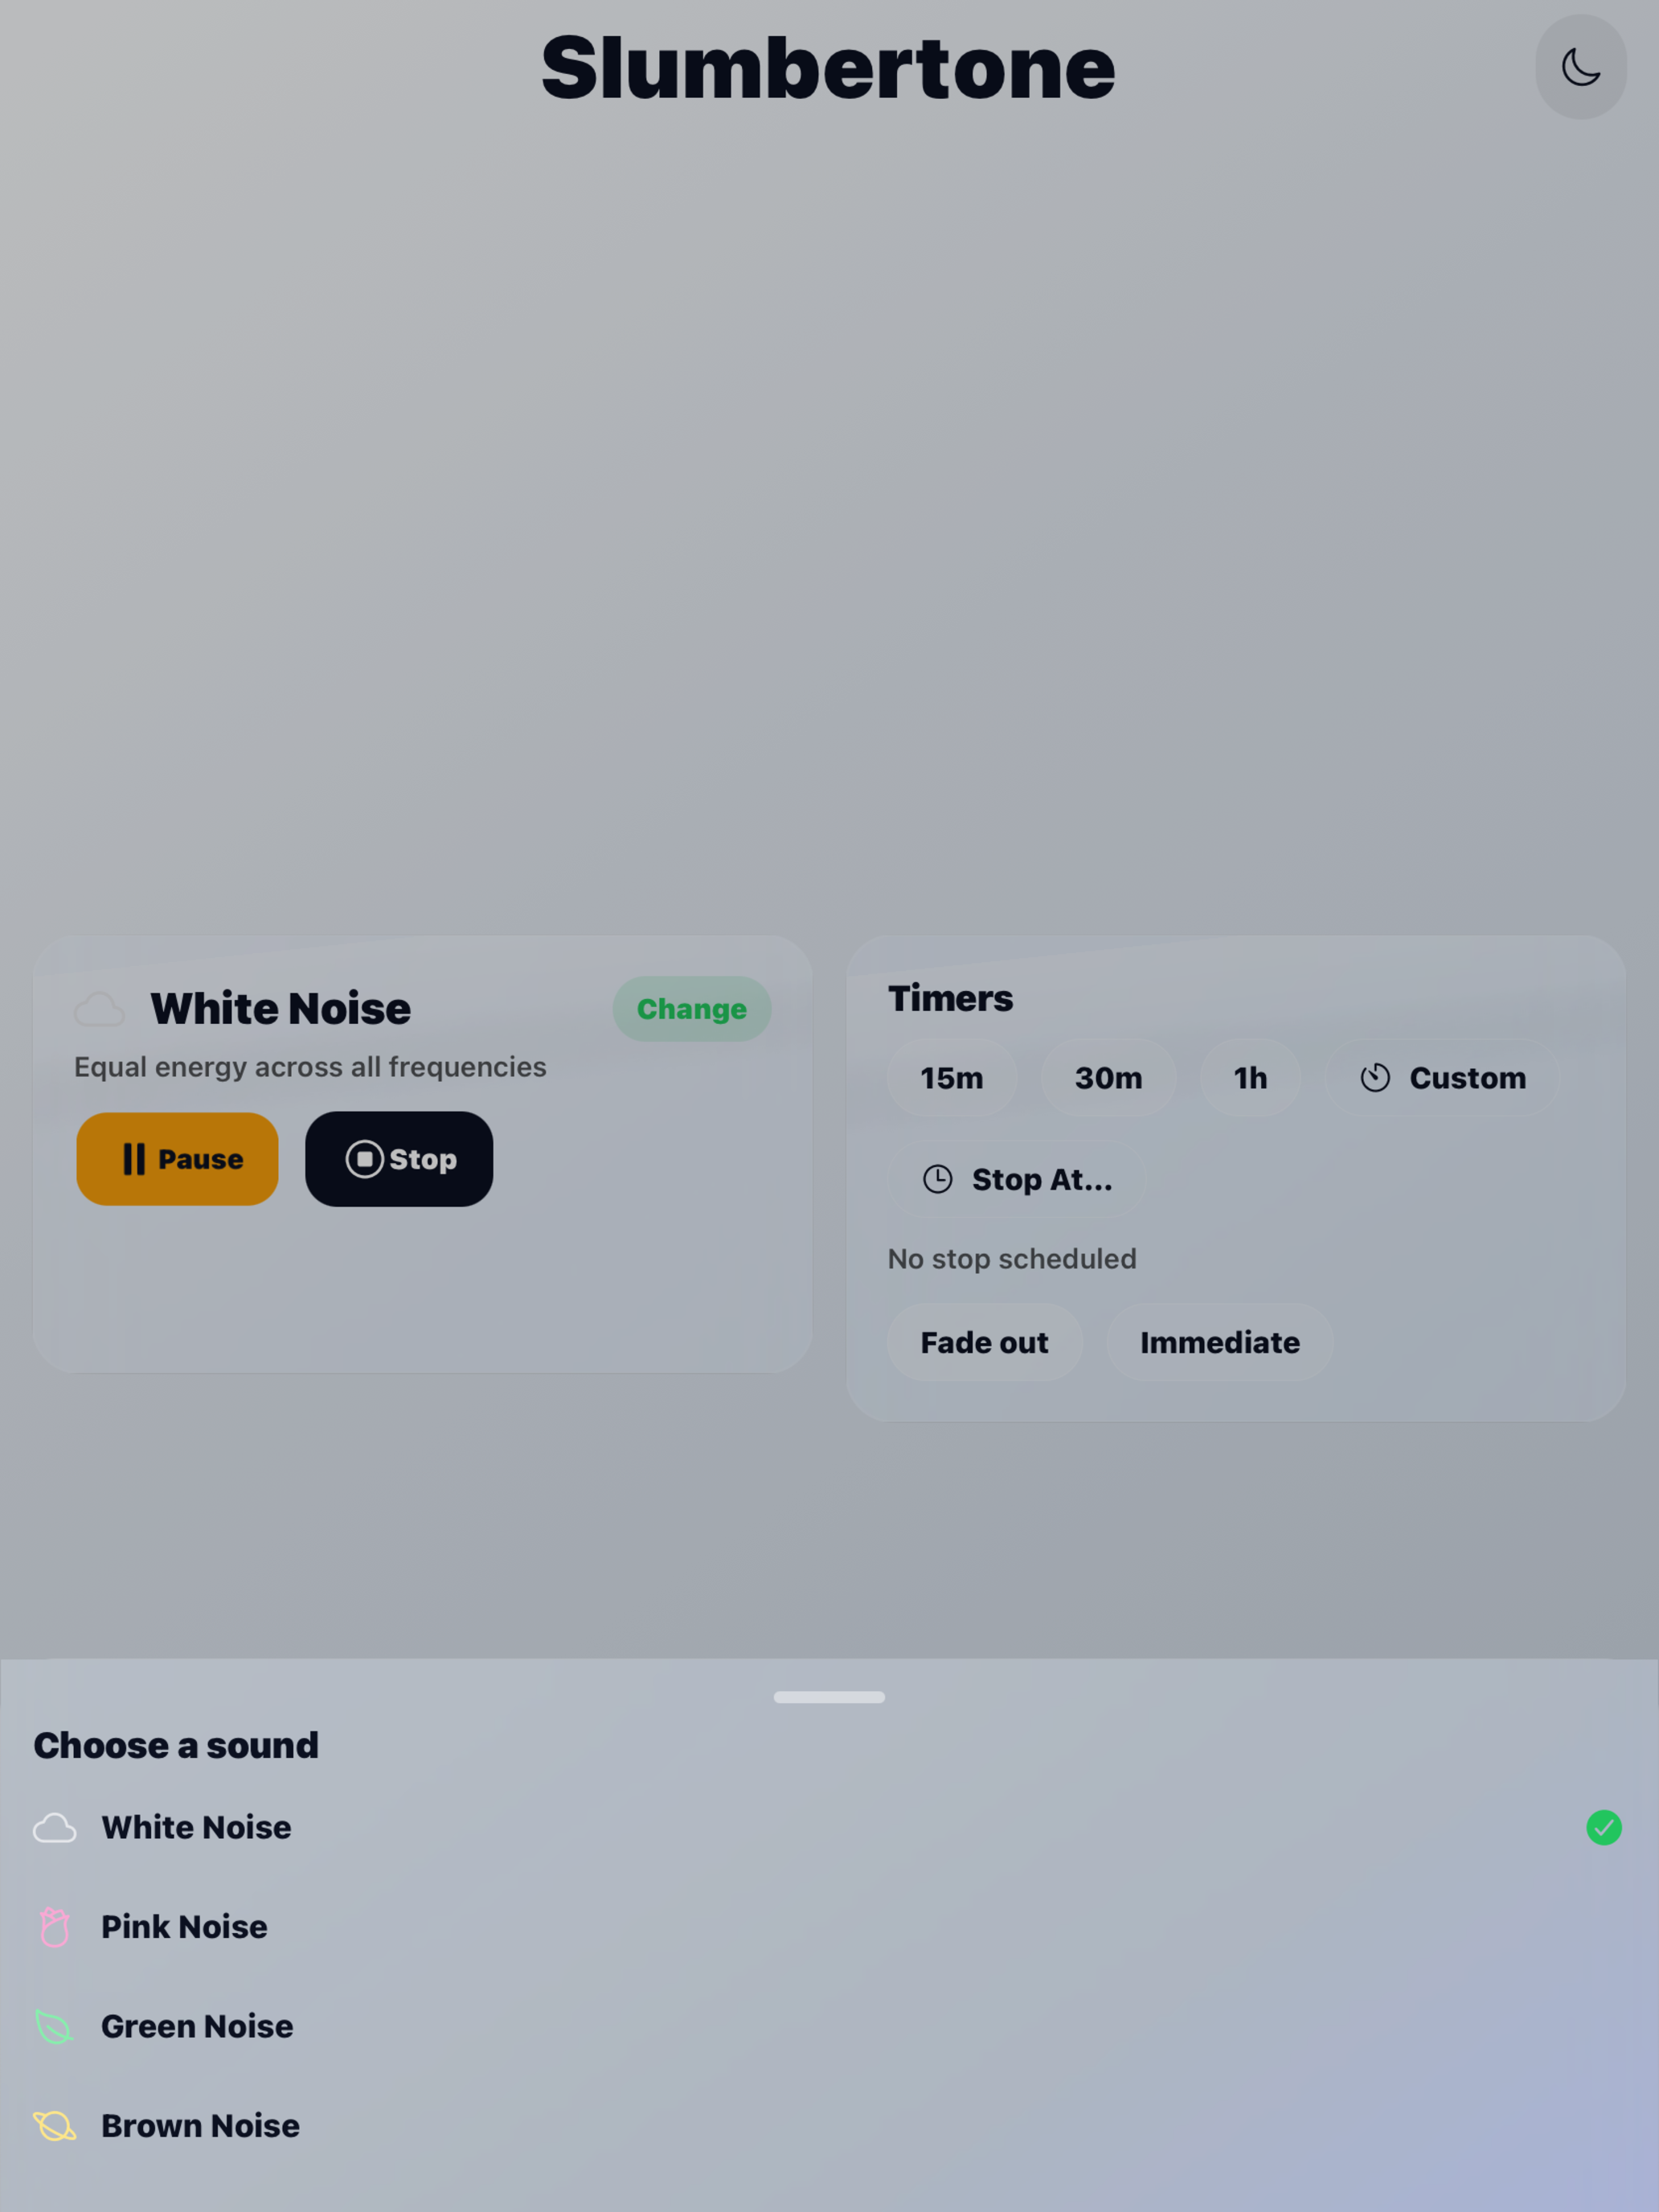 Slumbertone
White Noise
Change
Equal energy across all frequencies
Pause
Stop
Timers
15m
30m
1h
Custom
Stop At...
No stop scheduled
Fade out
Immediate
Choose a sound
White Noise
Pink Noise
Green Noise
Brown Noise